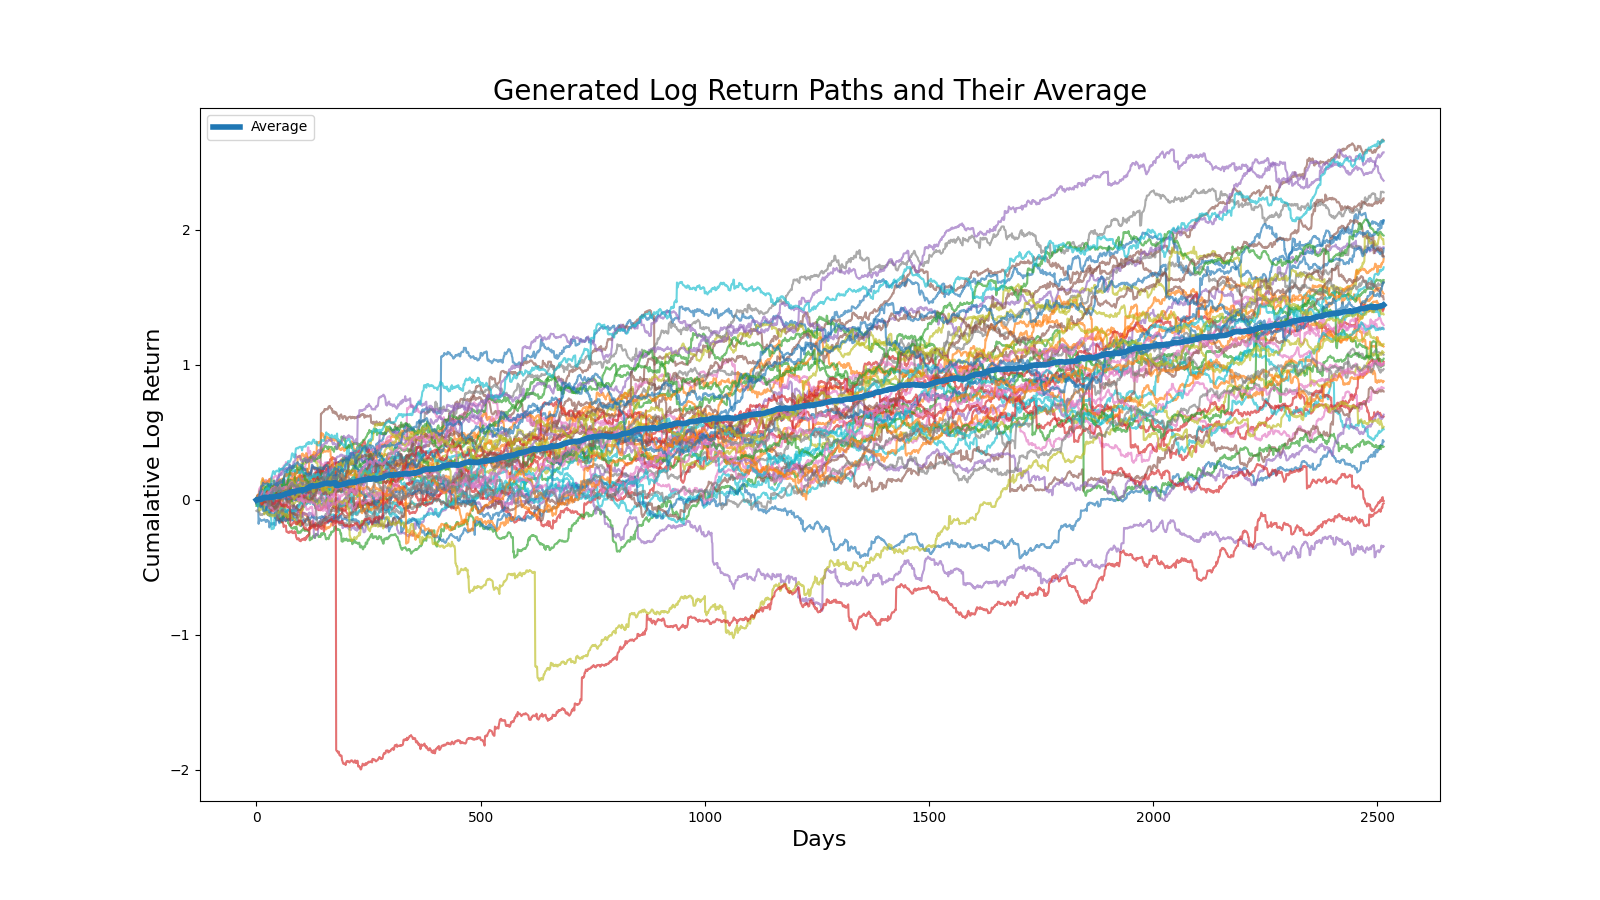 Generated Log Return Paths and Their Average
Average
Cumalative Log Return
2
1
0
−1
−2
0 500 1000 1500 2000 2500
Days